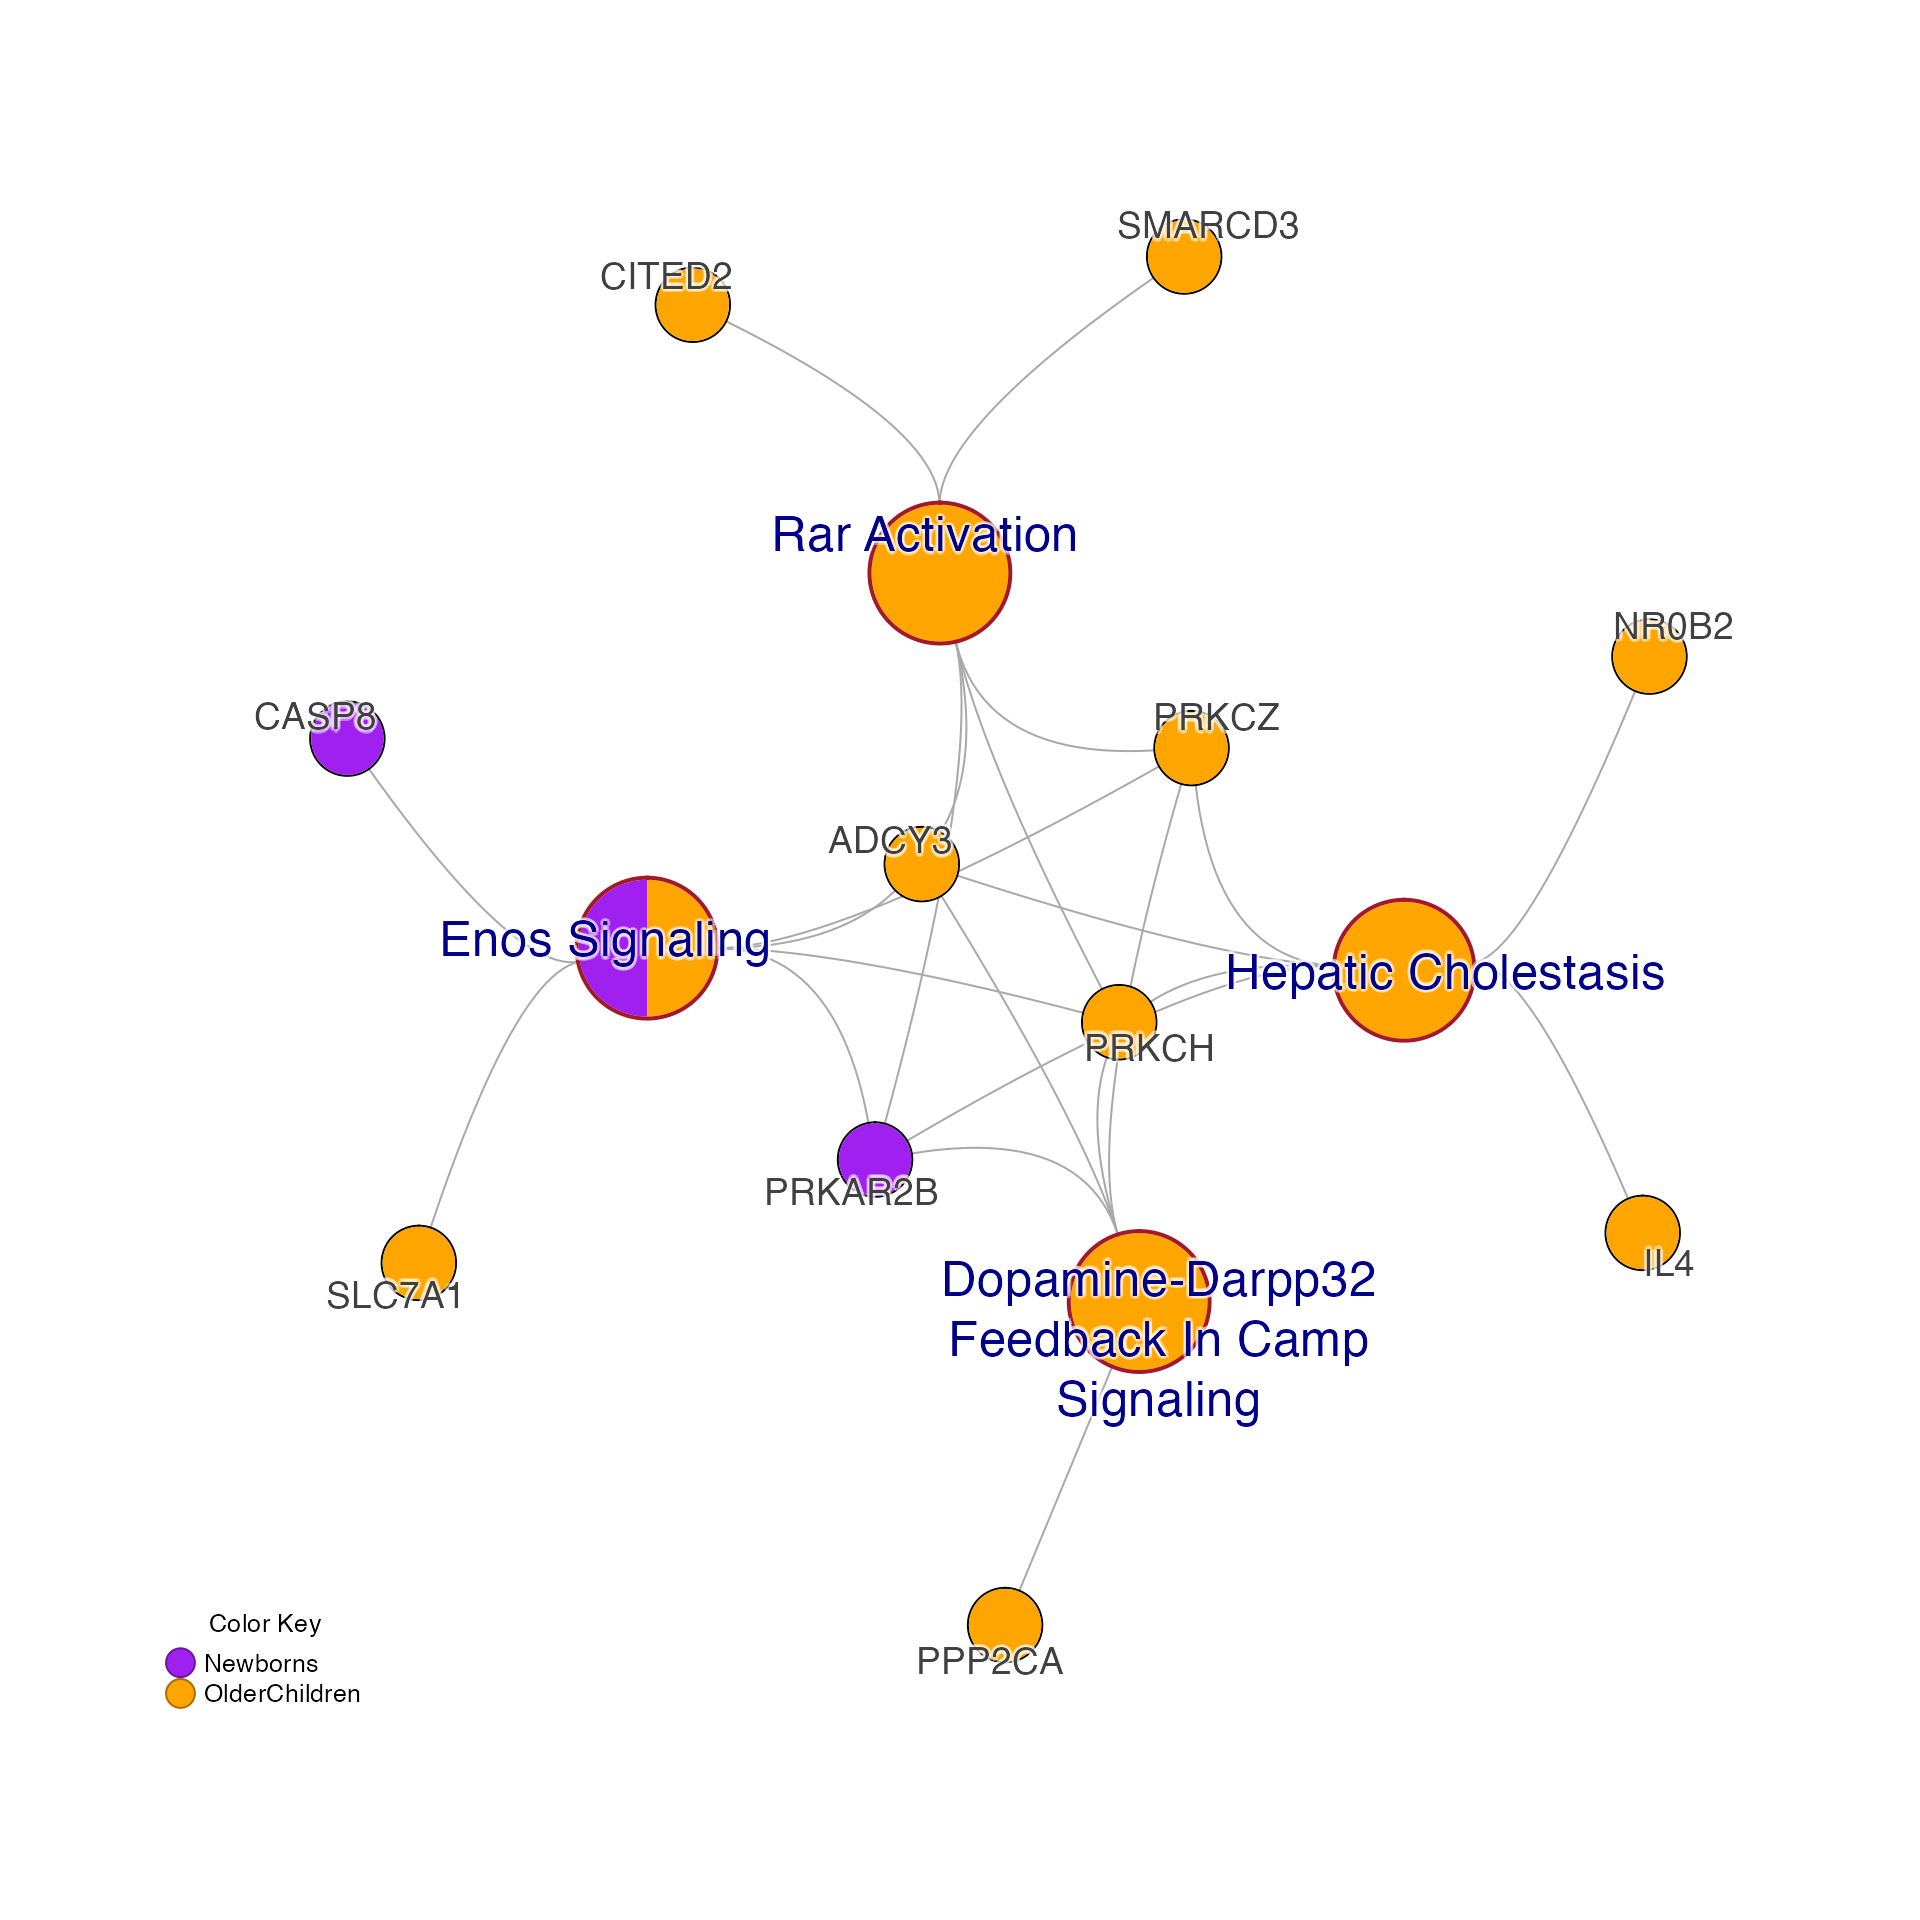 SMARCD3
CITED2
Rar Activation
NR0B2
CASP8
PRKCZ
ADCY3
Enos Signaling
Hepatic Cholestasis
PRKCH
PRKAR2B
Dopamine-Darpp32
Feedback In Camp
Signaling
IL4
SLC7A1
PPP2CA
Color Key
Newborns
OlderChildren